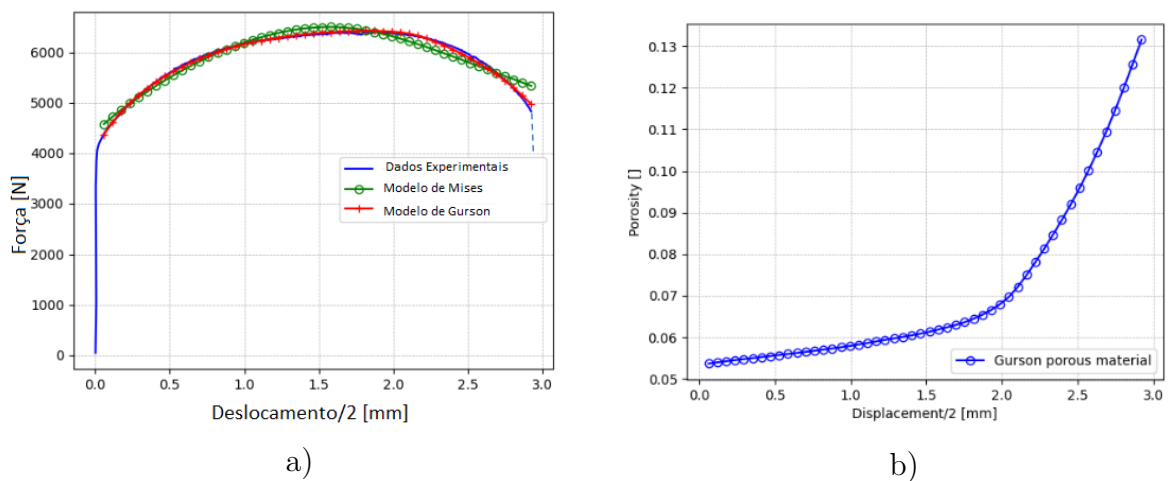 6000
5000
4000
3000
2000
1000
0
Força [N]
Dados Experimentais
Modelo de Mises
Modelo de Gurson
0.0 0.5 1.0 1.5 2.0 2.5 3.0
Deslocamento/2 [mm]
a)
0.13
0.12
0.11
0.10
0.09
0.08
0.07
0.06
0.05
Porosity []
Gurson porous material
0.0 0.5 1.0 1.5 2.0 2.5 3.0
Displacement/2 [mm]
b)